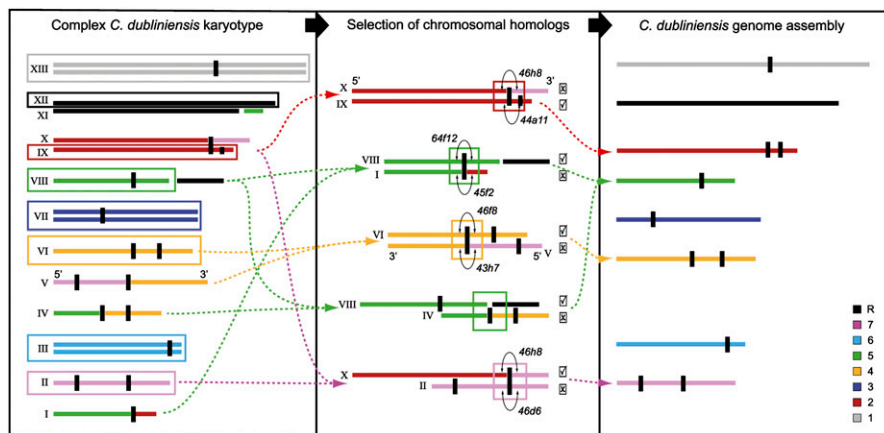 Complex C. dubliniensis karyotype
Selection of chromosomal homologs
C. dubliniensis genome assembly
XIII
XII
XI
X
IX
VIII
VII
VI
5' 3'
V
IV
III
II
I
5' 3'
46h8
X
IX
44a11
64f12
VIII
I
45f2
46f8
VI
V
3' 5'
43h7
VIII
IV
46h8
X
II
46d6
R
7
6
5
4
3
2
1